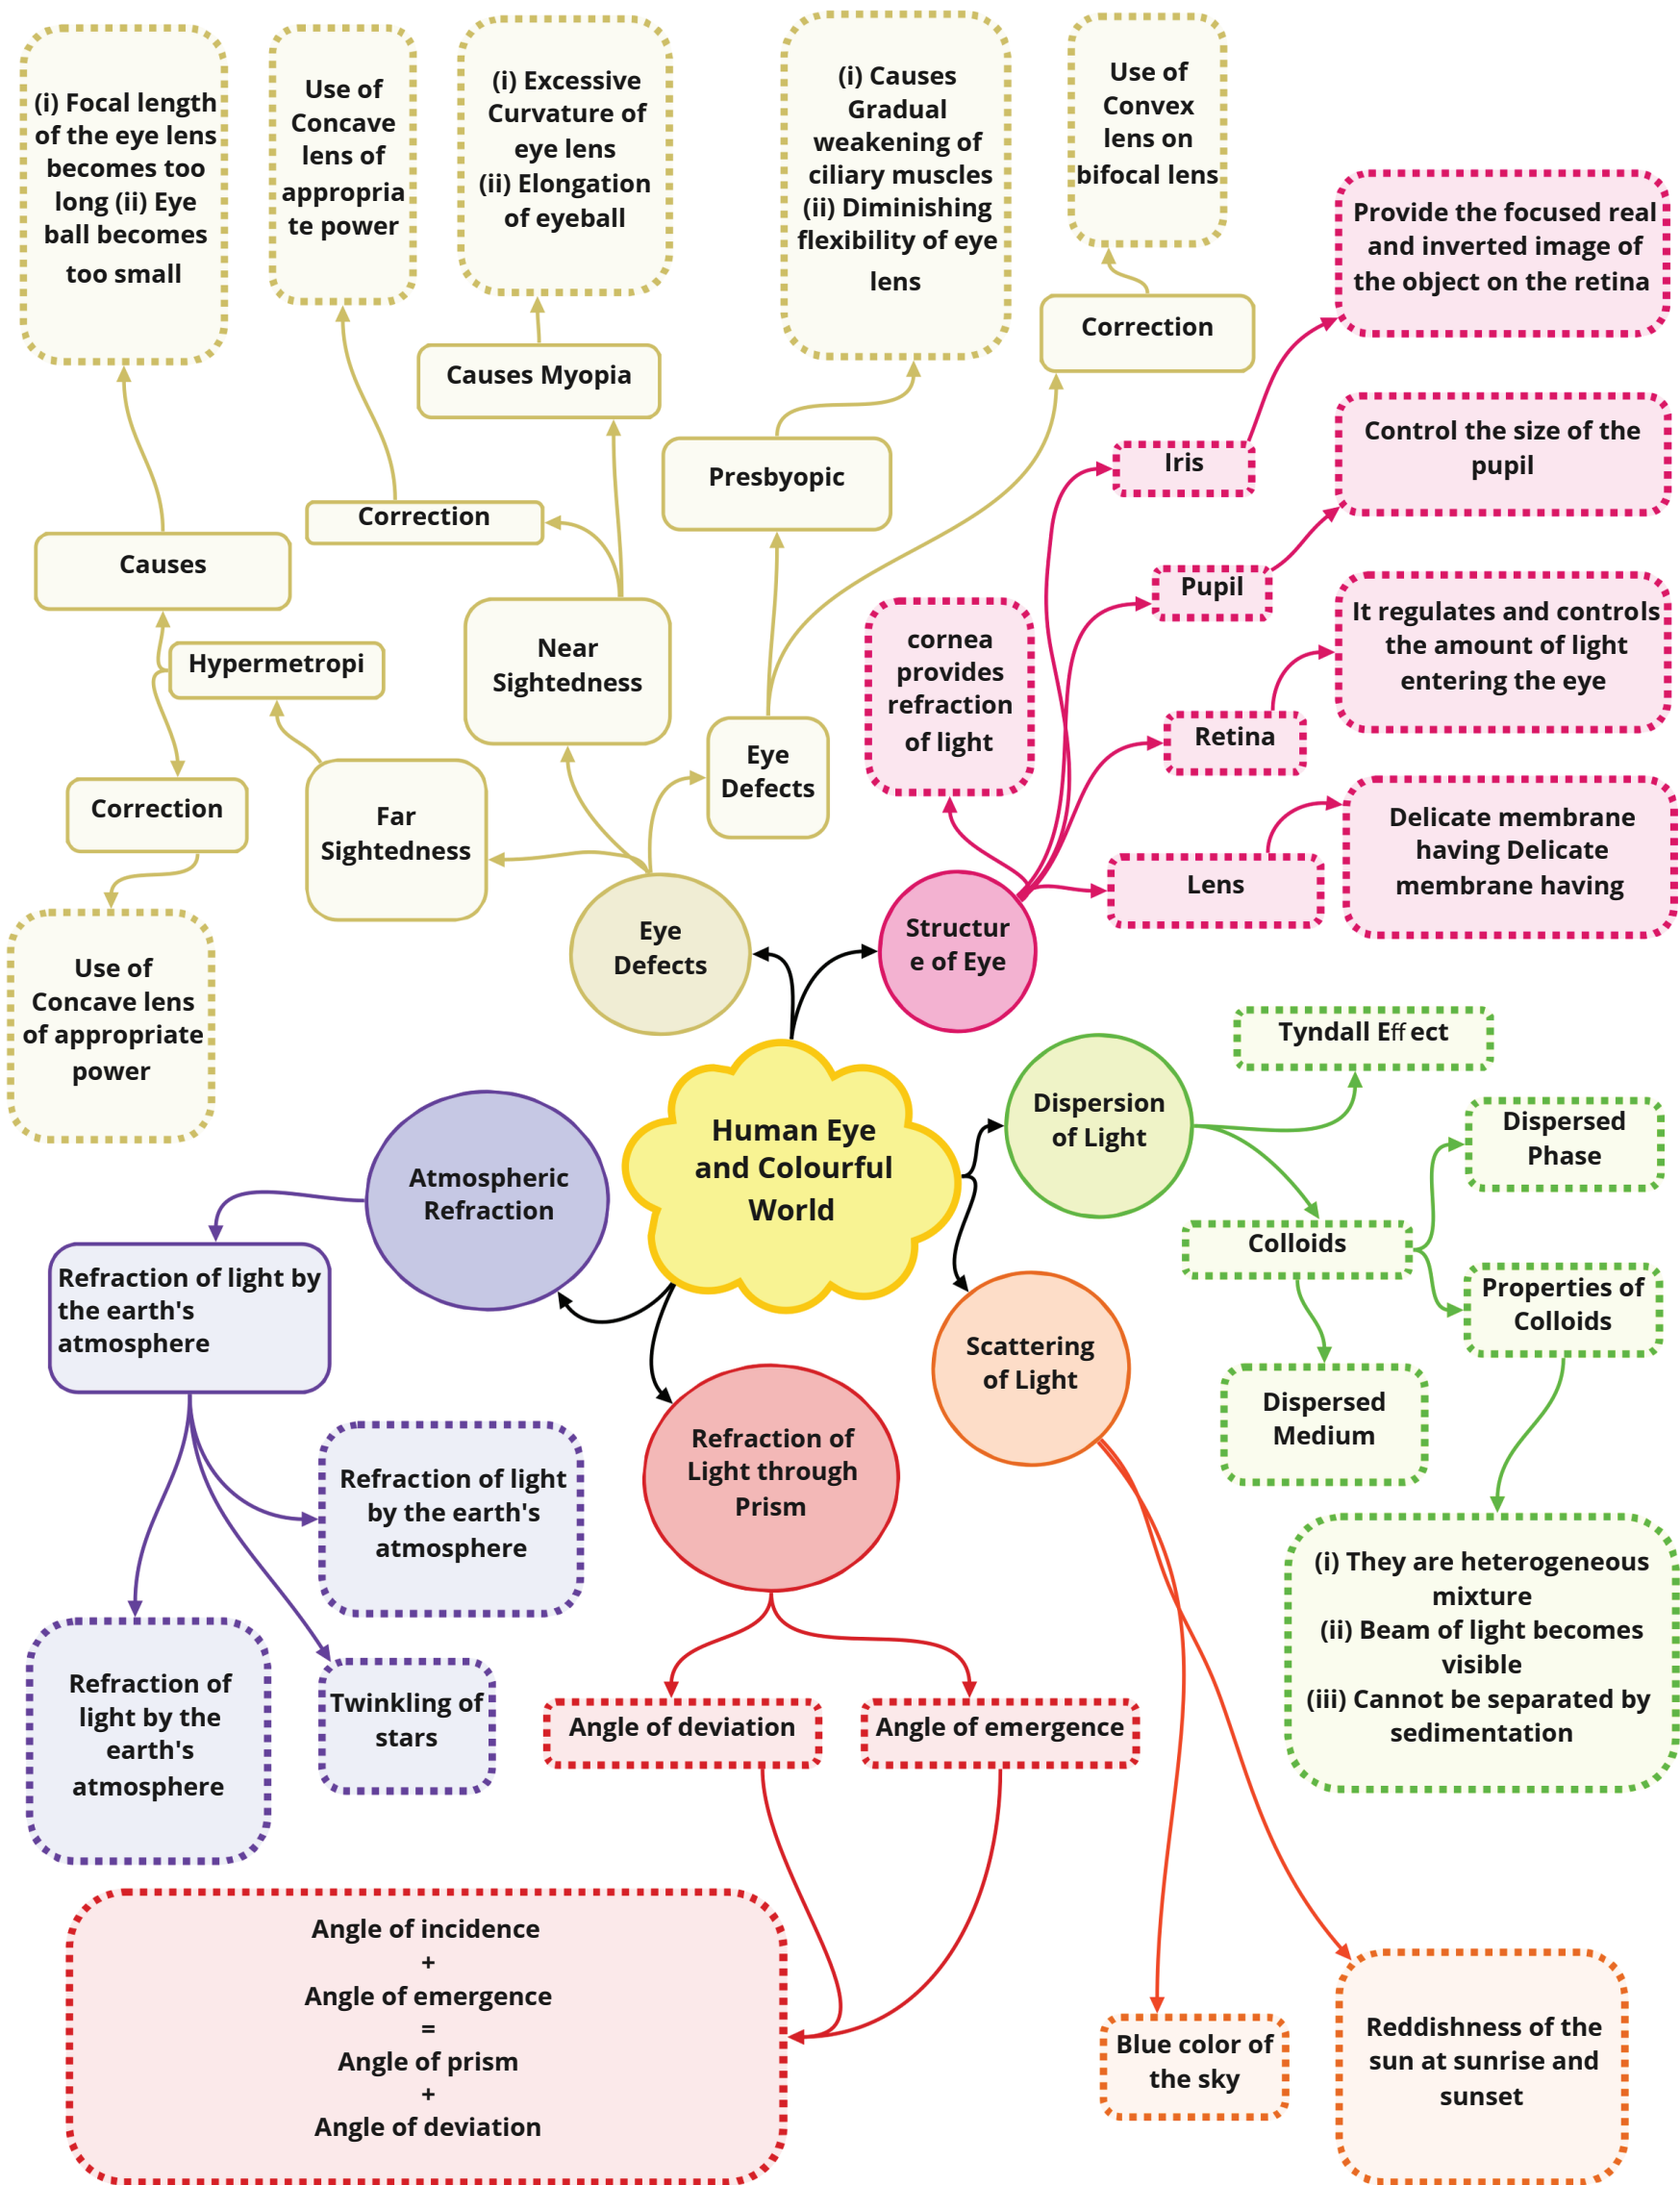 (i) Focal length
of the eye lens
becomes too
long (ii) Eye
ball becomes
too small
Use of
Concave
lens of
appropria
te power
(i) Excessive
Curvature of
eye lens
(ii) Elongation
of eyeball
(i) Causes
Gradual
weakening of
ciliary muscles
(ii) Diminishing
flexibility of eye
lens
Use of
Convex
lens on
bifocal lens
Provide the focused real
and inverted image of
the object on the retina
Correction
Causes Myopia
Control the size of the
pupil
Iris
Presbyopic
Correction
Causes
Pupil
It regulates and controls
the amount of light
entering the eye
cornea
provides
refraction
of light
Near
Sightedness
Hypermetropi
Retina
Eye
Defects
Correction
Far
Sightedness
Delicate membrane
having Delicate
membrane having
Lens
Eye
Defects
Structur
e of Eye
Use of
Concave lens
of appropriate
power
Tyndall Effect
Dispersion
of Light
Dispersed
Phase
Human Eye
and Colourful
World
Atmospheric
Refraction
Colloids
Refraction of light by
the earth's
atmosphere
Properties of
Colloids
Scattering
of Light
Dispersed
Medium
Refraction of
Light through
Prism
Refraction of light
by the earth's
atmosphere
(i) They are heterogeneous
mixture
(ii) Beam of light becomes
visible
(iii) Cannot be separated by
sedimentation
Refraction of
light by the
earth's
atmosphere
Twinkling of
stars
Angle of deviation
Angle of emergence
Angle of incidence
+
Angle of emergence
=
Angle of prism
+
Angle of deviation
Blue color of
the sky
Reddishness of the
sun at sunrise and
sunset